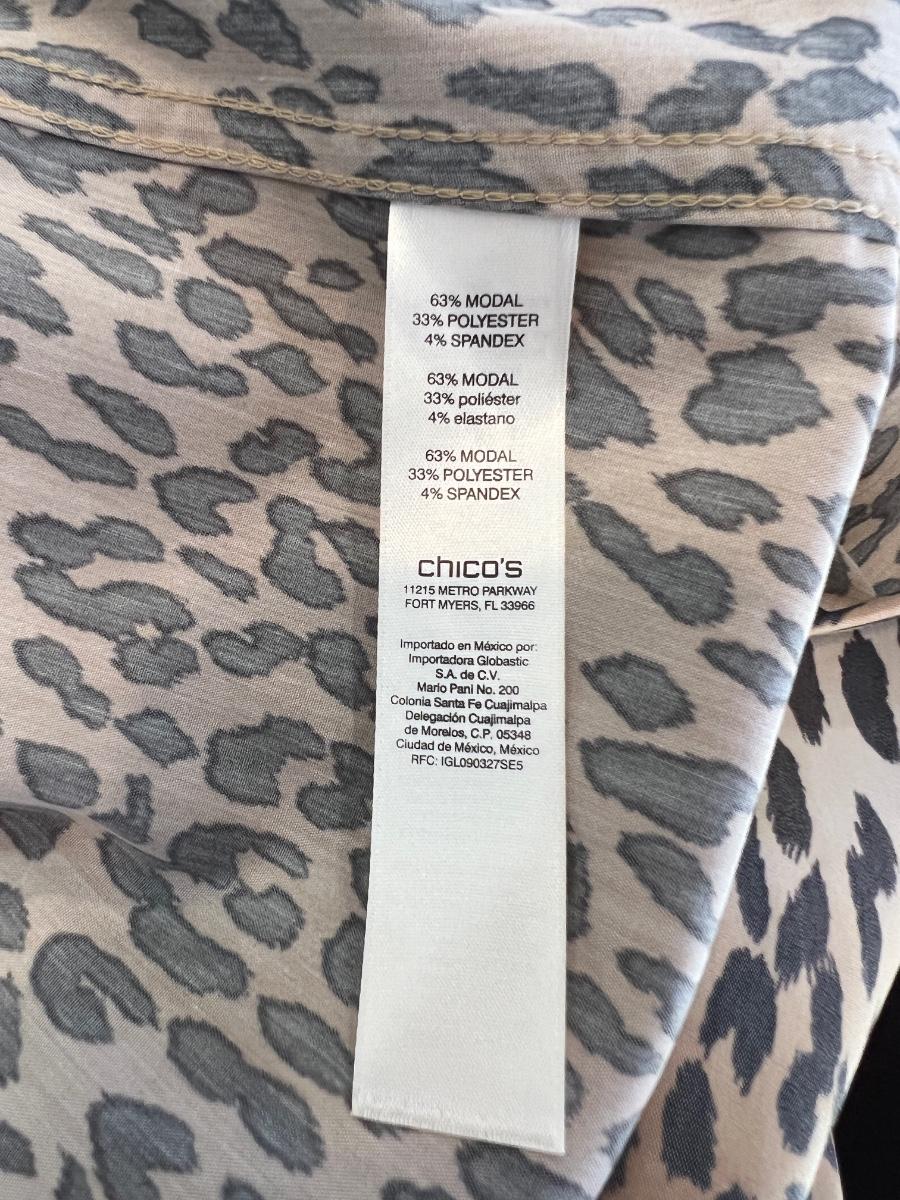 63% MODAL
33% POLYESTER
4% SPANDEX
63% MODAL
33% poliéster
4% elastano
63% MODAL
33% POLYESTER
4% SPANDEX
chico's
11215 METRO PARKWAY
FORT MYERS, FL 33966
Importado en México por:
Importadora Globastic
S.A. de C.V.
Mario Pani No. 200
Colonia Santa Fe Cuajimalpa
Delegación Cuajimalpa
de Morelos, C.P. 05348
Ciudad de México, México
RFC: IGL090327SE5